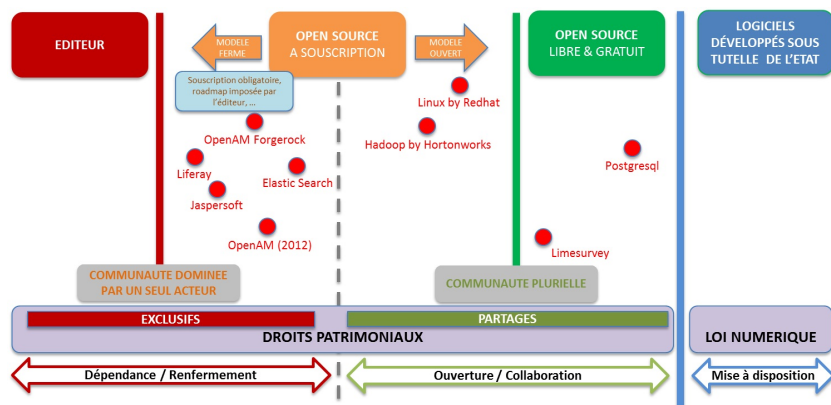 EDITEUR
MODELE
FERME
OPEN SOURCE
A SOUSCRIPTION
MODELE
OUVERT
OPEN SOURCE
LIBRE & GRATUIT
LOGICIELS
DÉVELOPPÉS SOUS
TUTELLE DE L'ETAT
Souscription obligatoire,
roadmap imposée par
l'éditeur, ...
Linux by Redhat
OpenAM Forgerock
Hadoop by Hortonworks
Liferay
Elastic Search
Postgresql
Jaspersoft
OpenAM (2012)
Limesurvey
COMMUNAUTE DOMINEE
PAR UN SEUL ACTEUR
COMMUNAUTE PLURIELLE
EXCLUSIFS
PARTAGES
DROITS PATRIMONIAUX
LOI NUMERIQUE
Dépendance / Renfermement
Ouverture / Collaboration
Mise à disposition